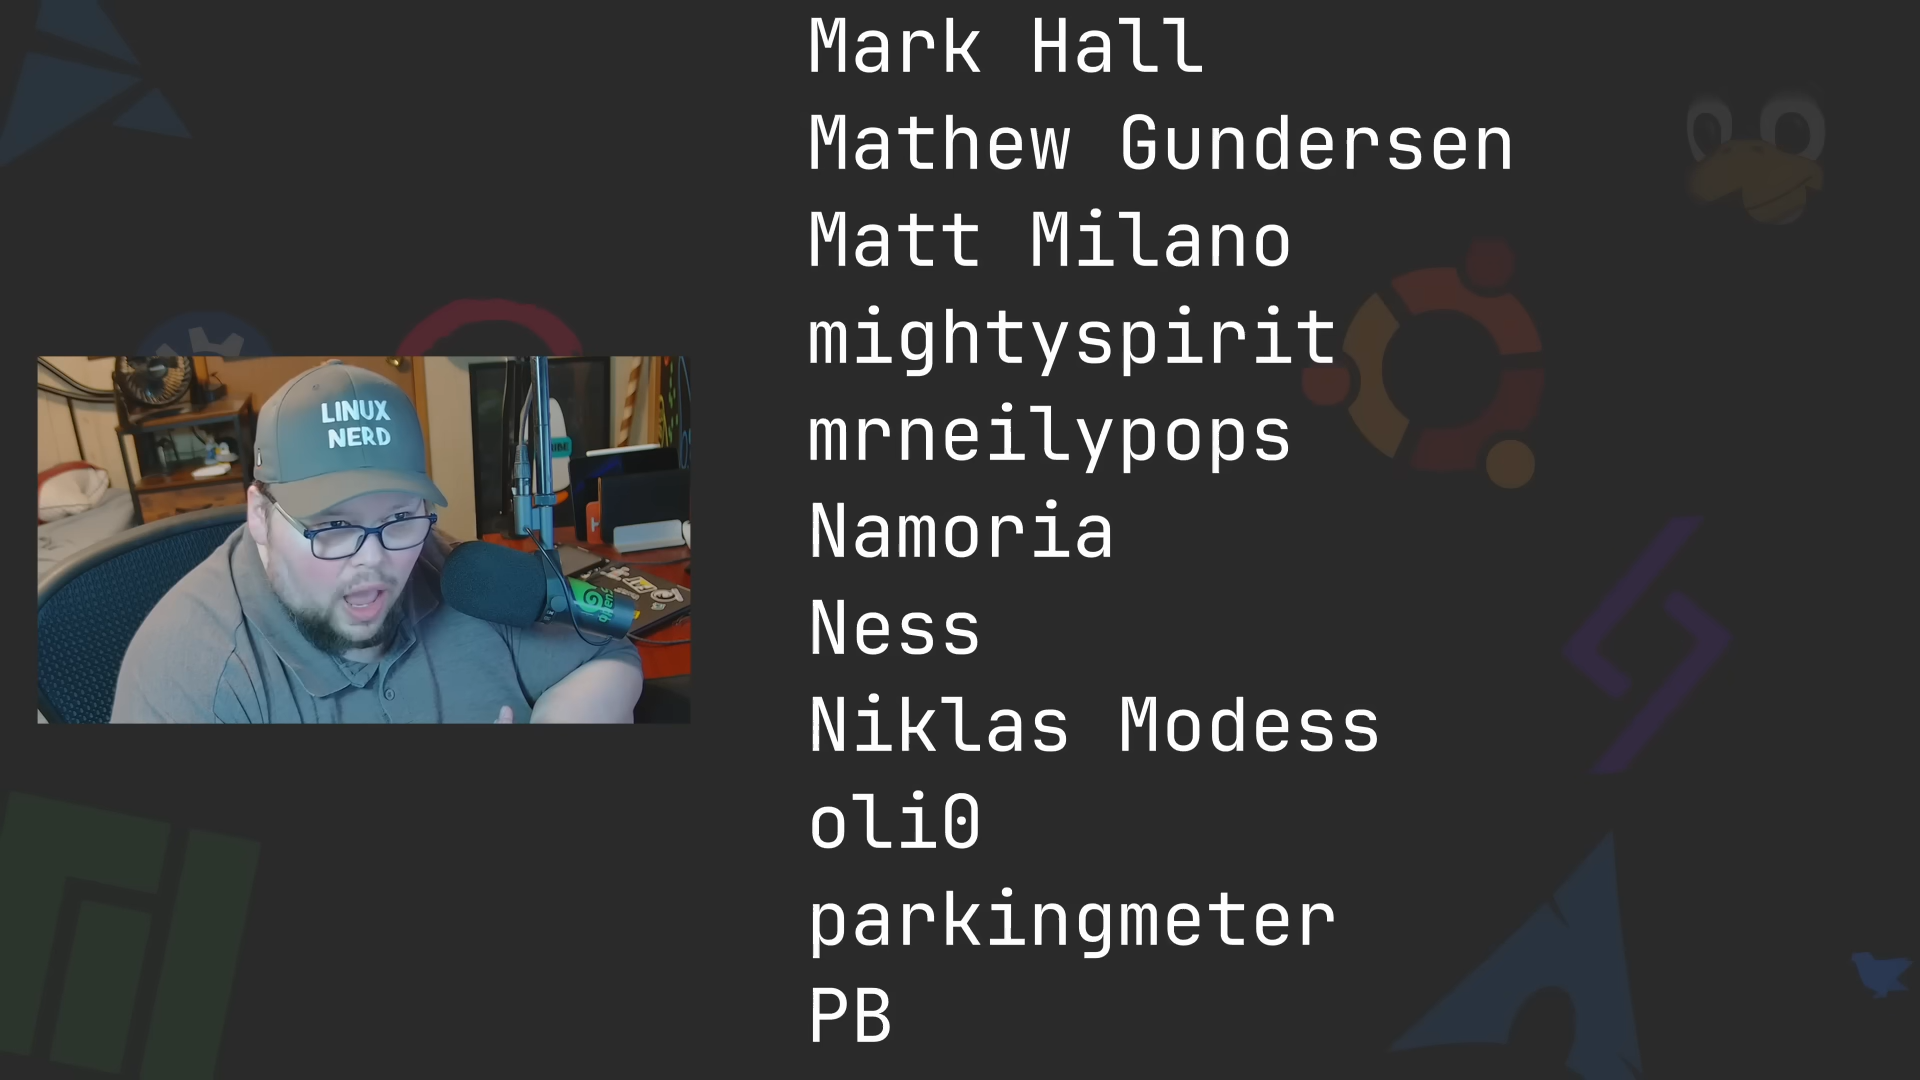 Mark Hall
Mathew Gundersen
Matt Milano
mightyspirit
mrneilypops
Namoria
Ness
Niklas Modess
oli0
parkingmeter
PB
LINUX
NERD